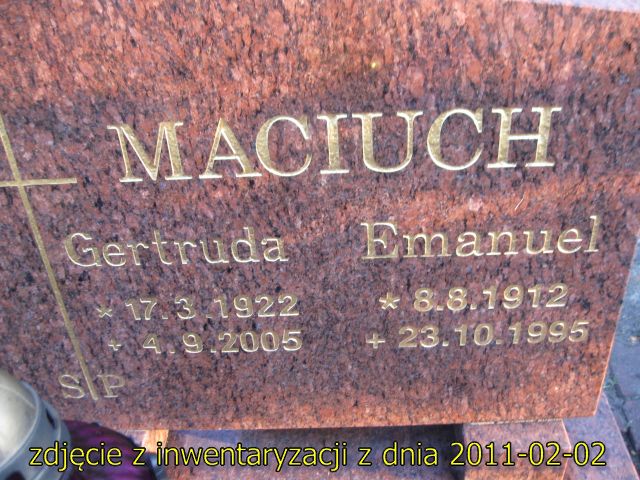 MACIUCH
Gertruda Emanuel
* 17.3.1922 * 8.8.1912
+ 4.9.2005 + 23.10.1995
S P
zdjęcie z inwentaryzacji z dnia 2011-02-02